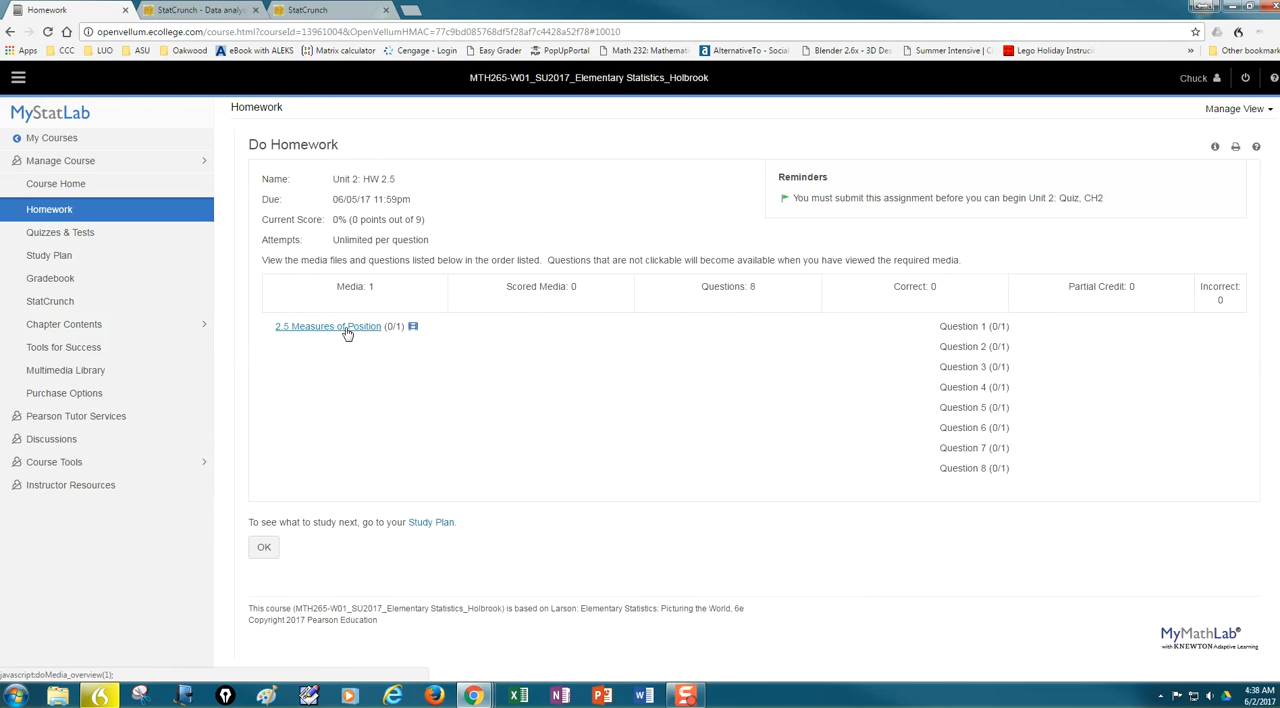 Homework
StatCrunch - Data analys
StatCrunch
openvellum.ecollege.com/course.html?courseId=13961004&OpenVellumHMAC=77c9bd085768df5f28af7c4428a52f78#10010
Apps CCC LUO ASU Oakwood eBook with ALEKS Matrix calculator Cengage - Login Easy Grader PopUpPortal Math 232: Mathemat AlternativeTo - Social Blender 2.6x - 3D Des Summer Intensive ( C Lego Holiday Instruc » Other bookmark
MTH265-W01_SU2017_Elementary Statistics_Holbrook
Chuck
MyStatLab
Homework
Manage View
My Courses
Manage Course
Course Home
Homework
Quizzes & Tests
Study Plan
Gradebook
StatCrunch
Chapter Contents
Tools for Success
Multimedia Library
Purchase Options
Pearson Tutor Services
Discussions
Course Tools
Instructor Resources
Do Homework
Name: Unit 2: HW 2.5
Due: 06/05/17 11:59pm
Current Score: 0% (0 points out of 9)
Attempts: Unlimited per question
Reminders
You must submit this assignment before you can begin Unit 2: Quiz, CH2
View the media files and questions listed below in the order listed. Questions that are not clickable will become available when you have viewed the required media.
Media: 1 Scored Media: 0 Questions: 8 Correct: 0 Partial Credit: 0 Incorrect: 0
2.5 Measures of Position (0/1)
Question 1 (0/1)
Question 2 (0/1)
Question 3 (0/1)
Question 4 (0/1)
Question 5 (0/1)
Question 6 (0/1)
Question 7 (0/1)
Question 8 (0/1)
To see what to study next, go to your Study Plan.
OK
This course (MTH265-W01_SU2017_Elementary Statistics_Holbrook) is based on Larson: Elementary Statistics: Picturing the World, 6e
Copyright 2017 Pearson Education
MyMathLab®
with KNEWTON Adaptive Learning
javascript:doMedia_overview(1);
4:38 AM
6/2/2017